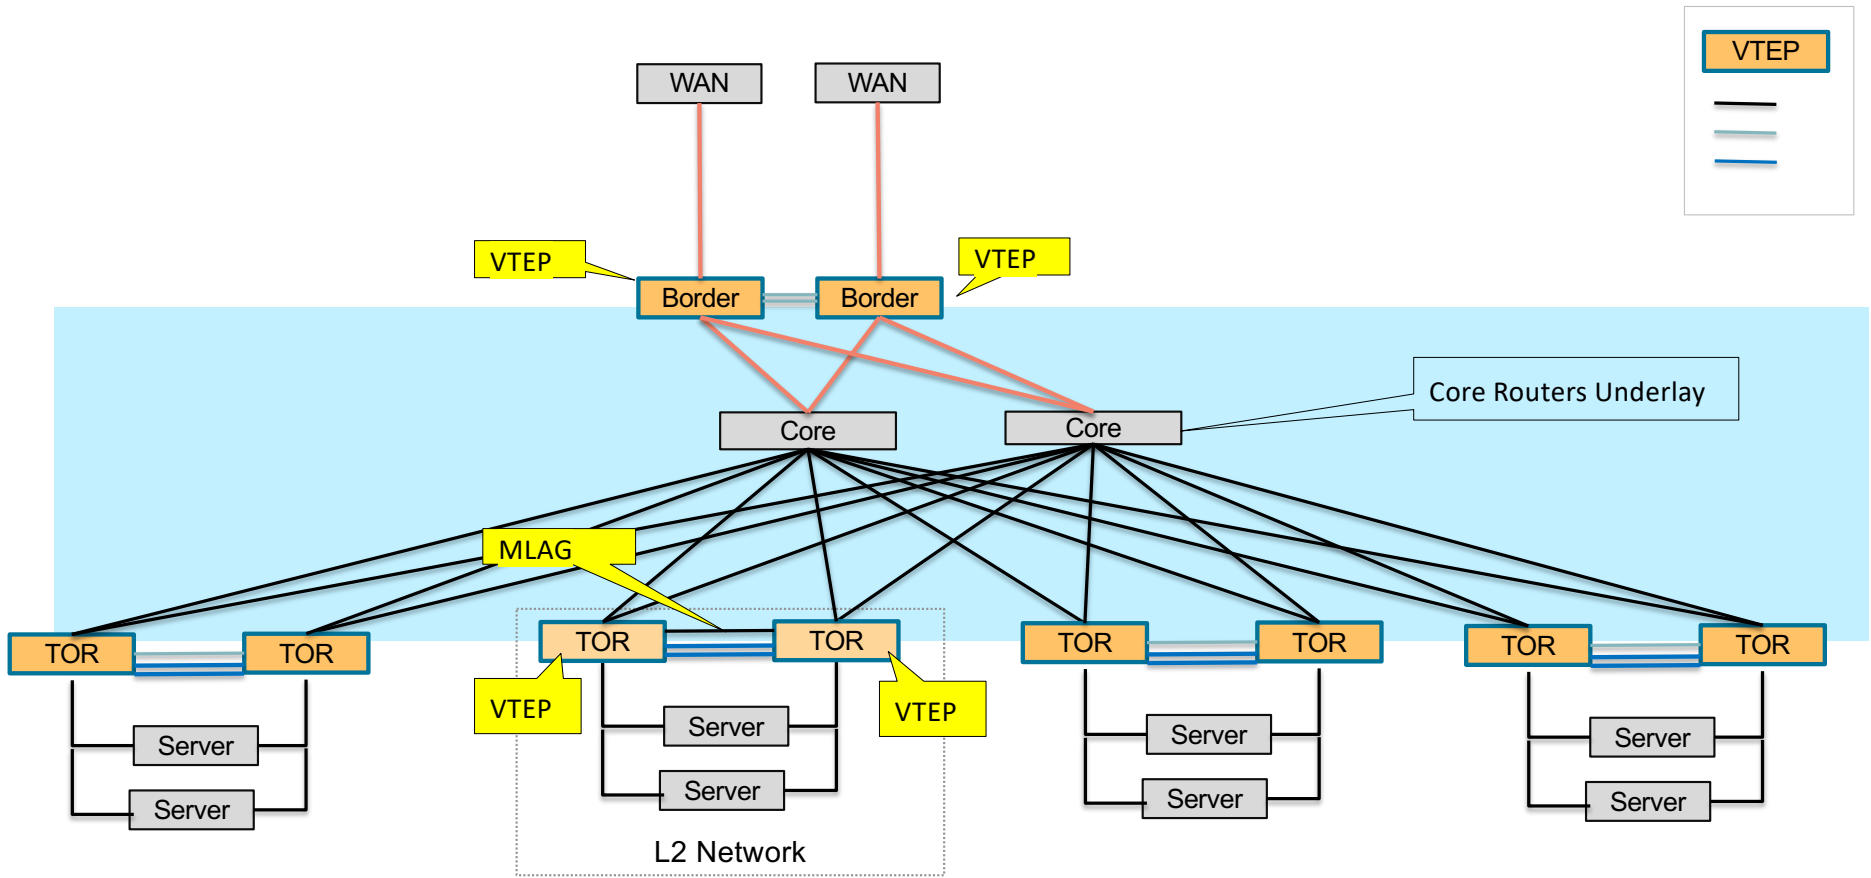 VTEP
WAN
WAN
VTEP
VTEP
Border
Border
Core Routers Underlay
Core
Core
MLAG
TOR
TOR
TOR
TOR
TOR
TOR
TOR
TOR
VTEP
VTEP
Server
Server
Server
Server
Server
Server
Server
Server
L2 Network